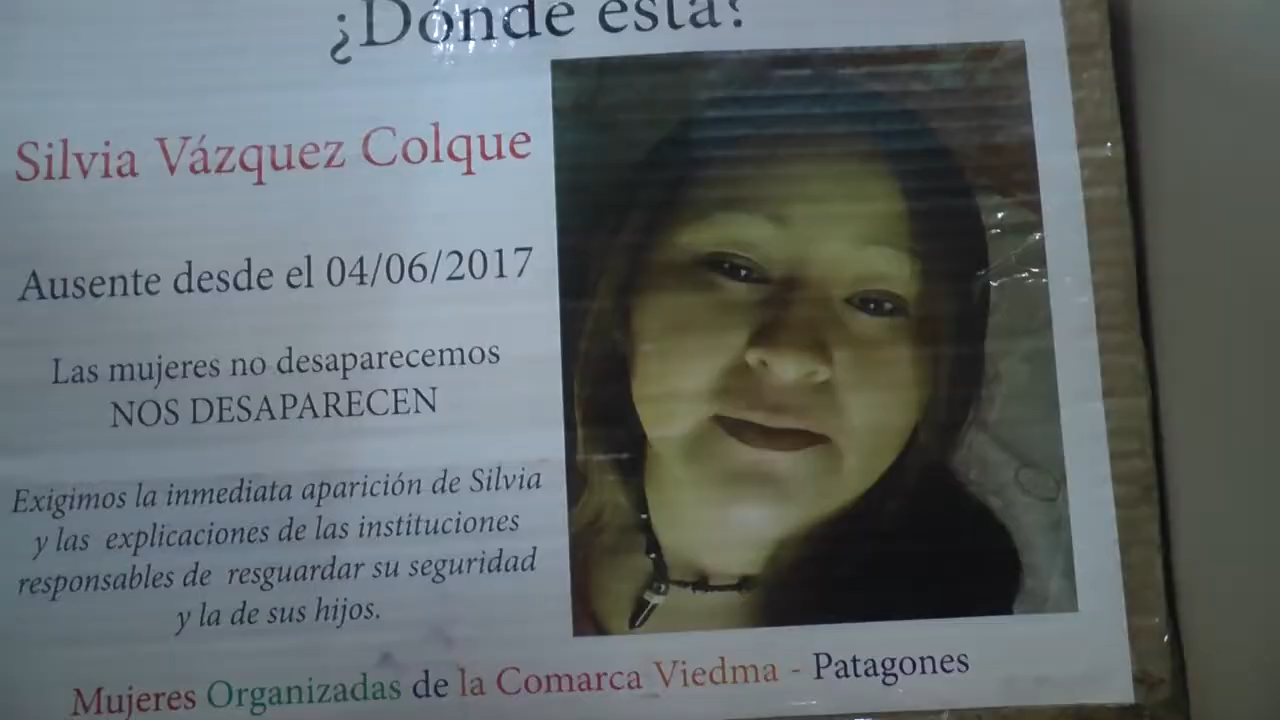 ¿Dónde está?
Silvia Vázquez Colque
Ausente desde el 04/06/2017
Las mujeres no desaparecemos
NOS DESAPARECEN
Exigimos la inmediata aparición de Silvia
y las explicaciones de las instituciones
responsables de resguardar su seguridad
y la de sus hijos.
Mujeres Organizadas de la Comarca Viedma - Patagones